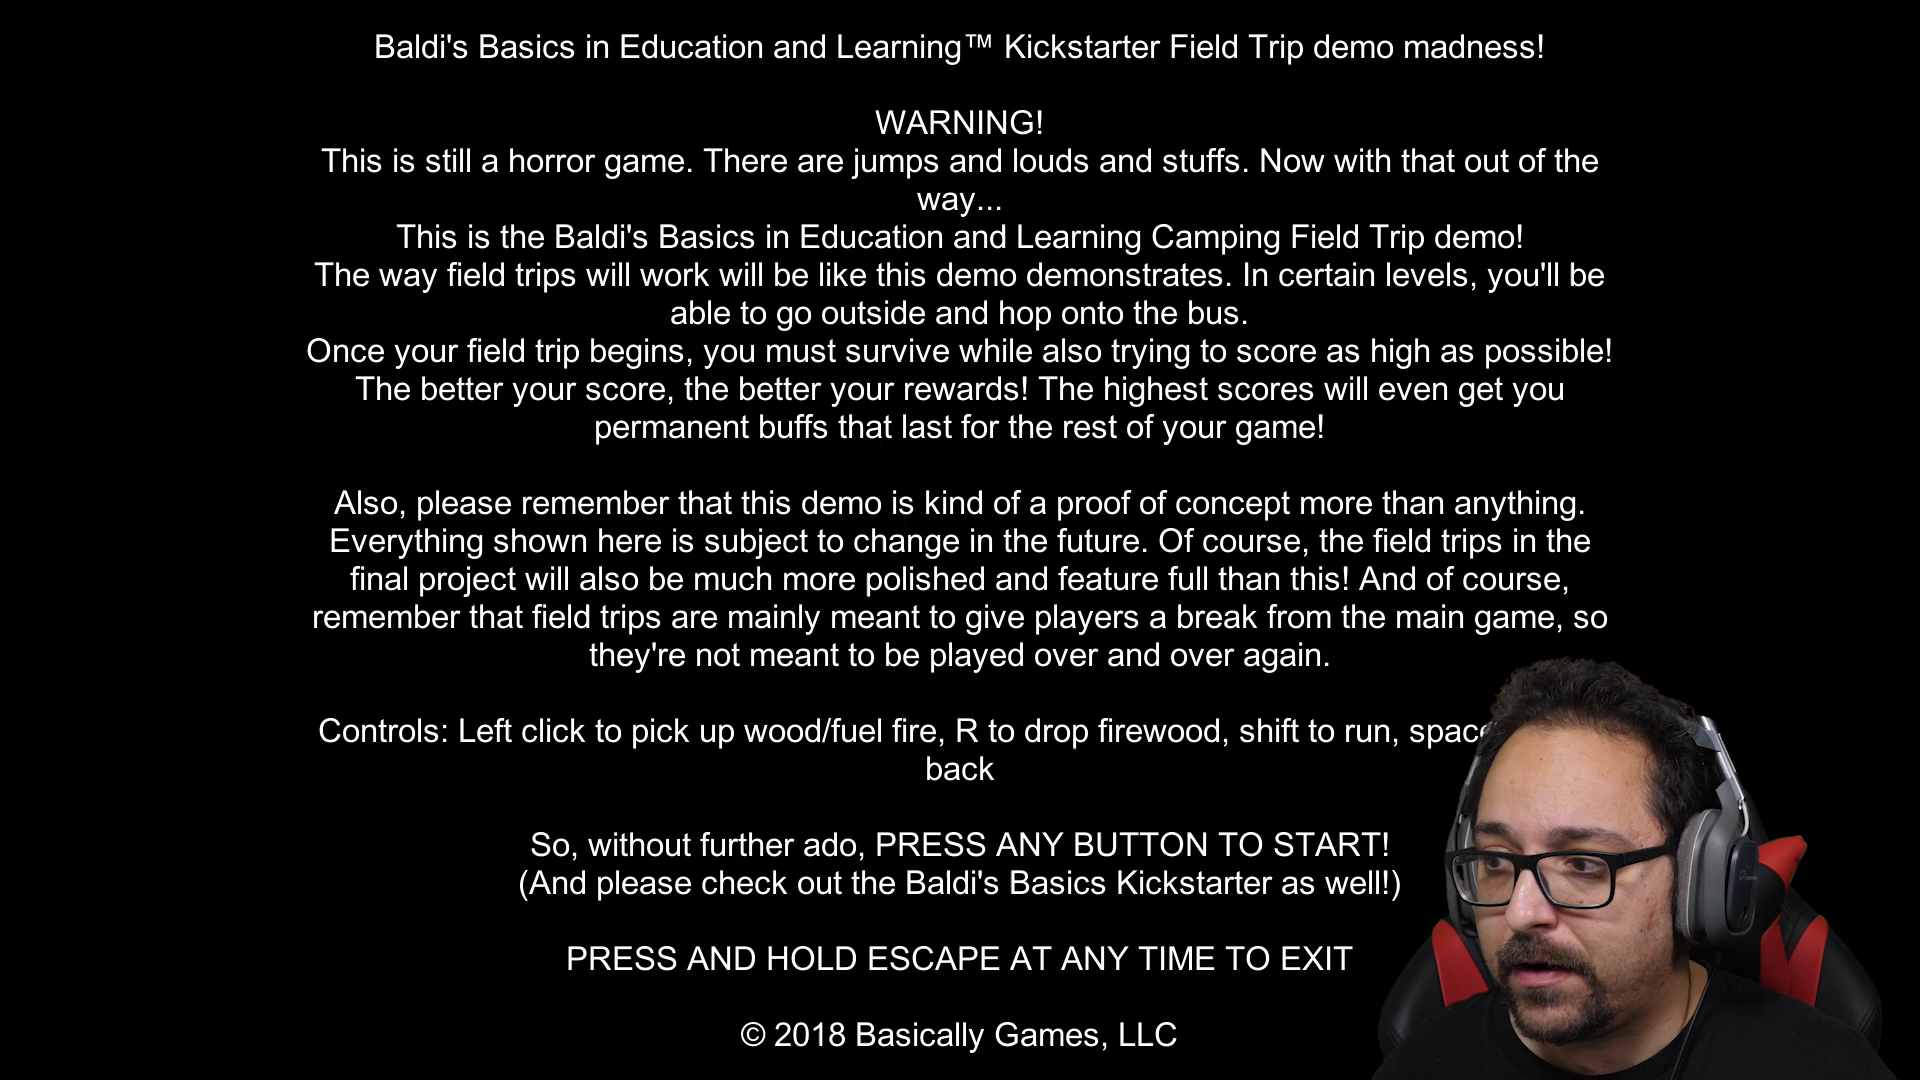 Baldi's Basics in Education and Learning™ Kickstarter Field Trip demo madness!
WARNING!
This is still a horror game. There are jumps and louds and stuffs. Now with that out of the
way...
This is the Baldi's Basics in Education and Learning Camping Field Trip demo!
The way field trips will work will be like this demo demonstrates. In certain levels, you'll be
able to go outside and hop onto the bus.
Once your field trip begins, you must survive while also trying to score as high as possible!
The better your score, the better your rewards! The highest scores will even get you
permanent buffs that last for the rest of your game!
Also, please remember that this demo is kind of a proof of concept more than anything.
Everything shown here is subject to change in the future. Of course, the field trips in the
final project will also be much more polished and feature full than this! And of course,
remember that field trips are mainly meant to give players a break from the main game, so
they're not meant to be played over and over again.
Controls: Left click to pick up wood/fuel fire, R to drop firewood, shift to run, space
back
So, without further ado, PRESS ANY BUTTON TO START!
(And please check out the Baldi's Basics Kickstarter as well!)
PRESS AND HOLD ESCAPE AT ANY TIME TO EXIT
© 2018 Basically Games, LLC